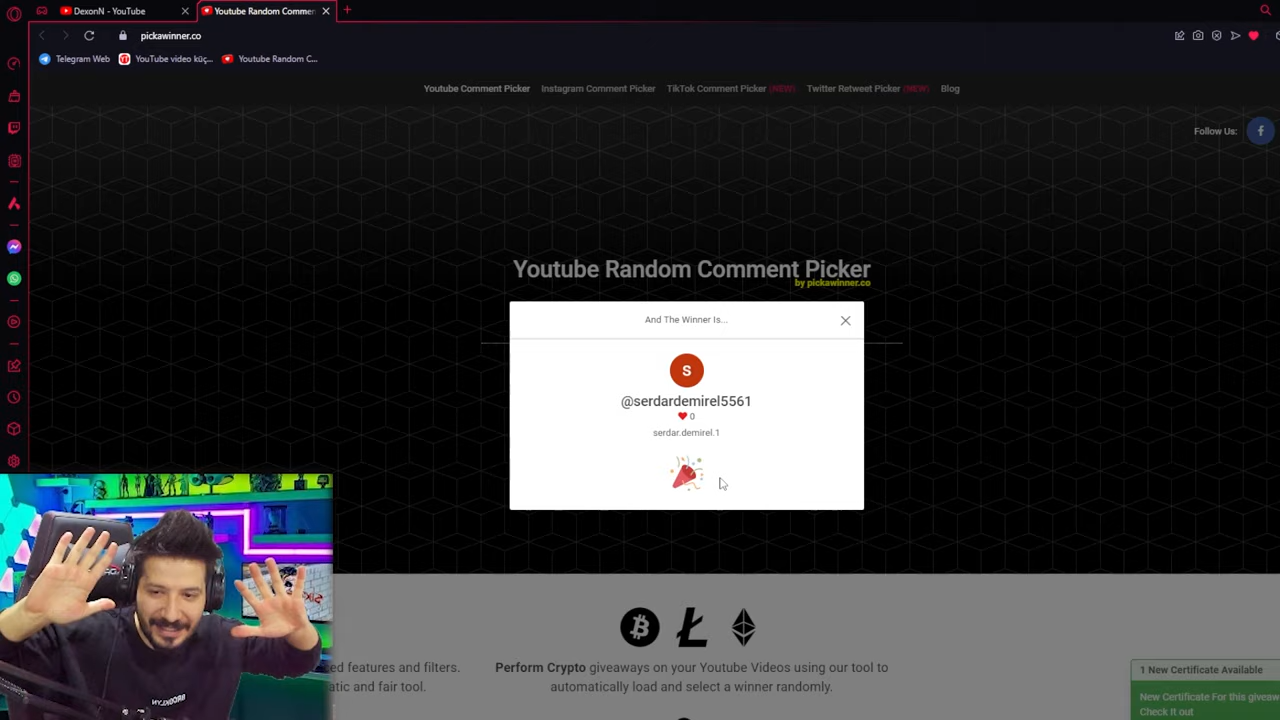 DexonN - YouTube
Youtube Random Commen
pickawinner.co
Telegram Web
YouTube video küç...
Youtube Random C...
Youtube Comment Picker
Instagram Comment Picker
TikTok Comment Picker (NEW)
Twitter Retweet Picker (NEW)
Blog
Follow Us:
Youtube Random Comment Picker
by pickawinner.co
And The Winner Is...
S
@serdardemirel5561
0
serdar.demirel.1
BROOKLYN
ed features and filters.
atic and fair tool.
Perform Crypto giveaways on your Youtube Videos using our tool to
automatically load and select a winner randomly.
1 New Certificate Available
New Certificate For this giveaw
Check It out